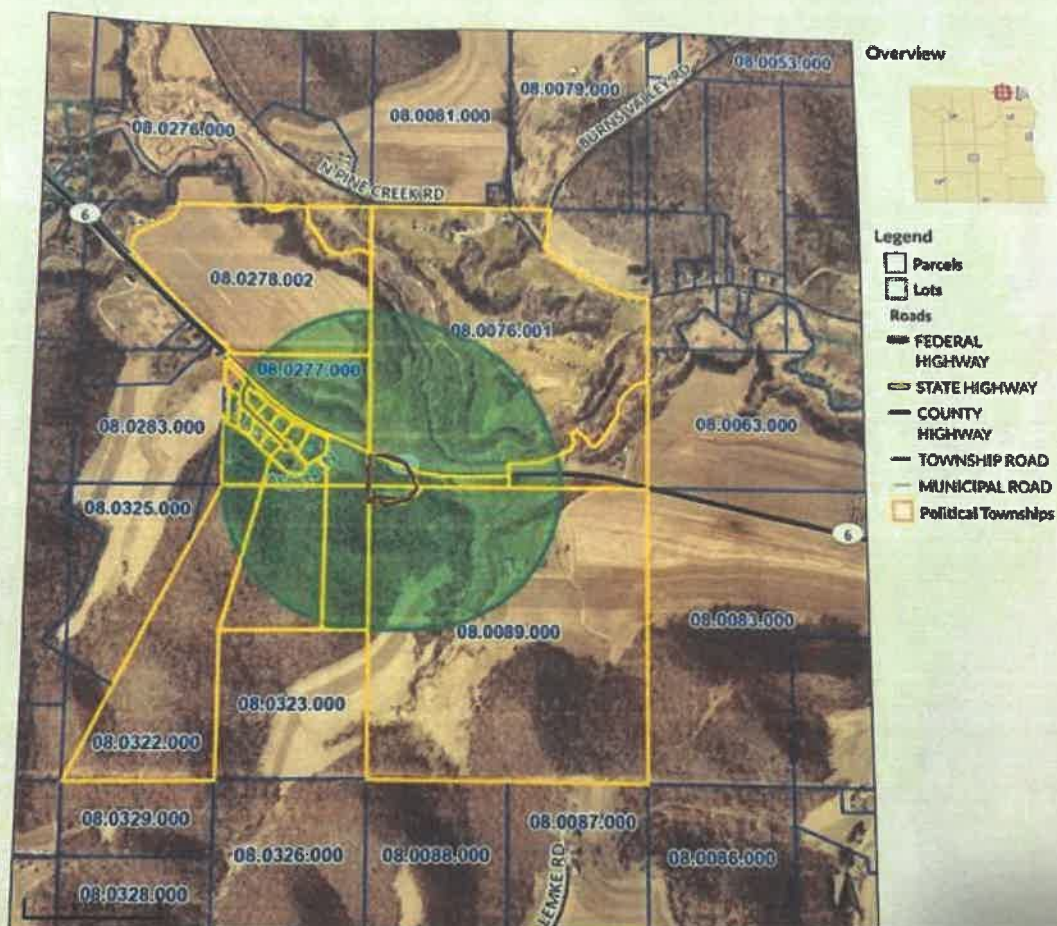 Overview
08.0053.000
08.0079.000
BURNS VALLEY RD
08.0081.000
08.0276.000
N PINE CREEK RD
6
Legend
Parcels
Lots
Roads
FEDERAL
HIGHWAY
STATE HIGHWAY
COUNTY
HIGHWAY
TOWNSHIP ROAD
MUNICIPAL ROAD
Political Townships
08.0278.002
08.0076.001
08.0277.000
08.0283.000
08.0063.000
08.0325.000
6
08.0089.000
08.0083.000
08.0323.000
08.0322.000
08.0329.000
08.0087.000
08.0326.000
08.0088.000
08.0086.000
LEMKE RD
08.0328.000